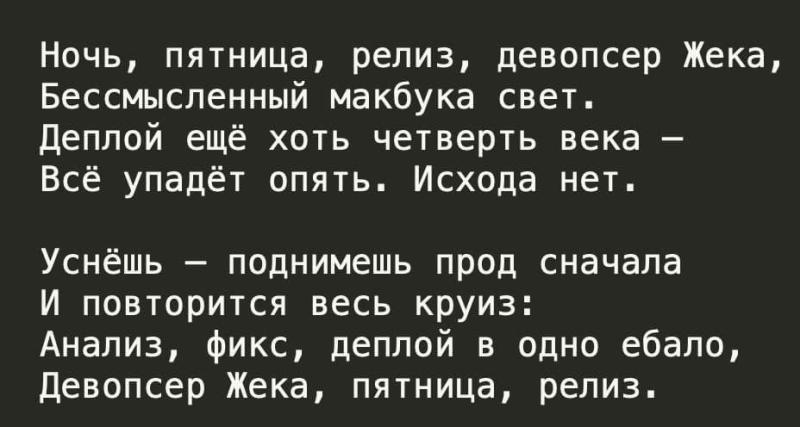 Ночь, пятница, релиз, девопсер Жека,
Бессмысленный макбука свет.
Деплой ещё хоть четверть века —
Всё упадёт опять. Исхода нет.
Уснёшь — поднимешь прод сначала
И повторится весь круиз:
Анализ, фикс, деплой в одно ебало,
Девопсер Жека, пятница, релиз.